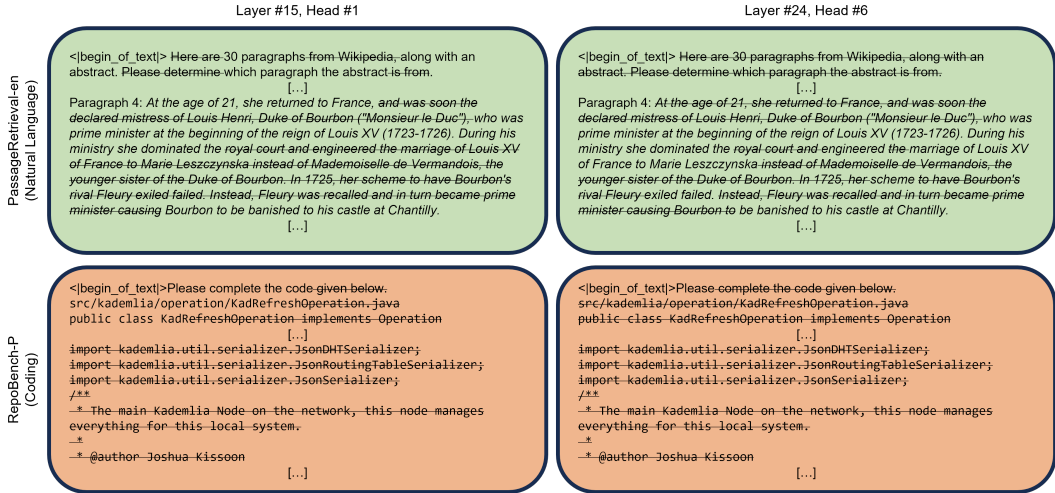 Layer #15, Head #1
Layer #24, Head #6
PassageRetrieval-en
(Natural Language)
<|begin_of_text|> Here are 30 paragraphs from Wikipedia, along with an
abstract. Please determine which paragraph the abstract is from.
[…]
Paragraph 4: At the age of 21, she returned to France, and was soon the
declared mistress of Louis Henri, Duke of Bourbon ("Monsieur le Duc"), who was
prime minister at the beginning of the reign of Louis XV (1723-1726). During his
ministry she dominated the royal court and engineered the marriage of Louis XV
of France to Marie Leszczynska instead of Mademoiselle de Vermandois, the
younger sister of the Duke of Bourbon. In 1725, her scheme to have Bourbon's
rival Fleury exiled failed. Instead, Fleury was recalled and in turn became prime
minister causing Bourbon to be banished to his castle at Chantilly.
[…]
<|begin_of_text|> Here are 30 paragraphs from Wikipedia, along with an
abstract. Please determine which paragraph the abstract is from.
[…]
Paragraph 4: At the age of 21, she returned to France, and was soon the
declared mistress of Louis Henri, Duke of Bourbon ("Monsieur le Duc"), who was
prime minister at the beginning of the reign of Louis XV (1723-1726). During his
ministry she dominated the royal court and engineered the marriage of Louis XV
of France to Marie Leszczynska instead of Mademoiselle de Vermandois, the
younger sister of the Duke of Bourbon. In 1725, her scheme to have Bourbon's
rival Fleury exiled failed. Instead, Fleury was recalled and in turn became prime
minister causing Bourbon to be banished to his castle at Chantilly.
[…]
RepoBench-P
(Coding)
<|begin_of_text|>Please complete the code given below.
src/kademlia/operation/KadRefreshOperation.java
public class KadRefreshOperation implements Operation
[…]
import kademlia.util.serializer.JsonDHTSerializer;
import kademlia.util.serializer.JsonRoutingTableSerializer;
import kademlia.util.serializer.JsonSerializer;
/**
* The main Kademlia Node on the network, this node manages
everything for this local system.
*
* @author Joshua Kissoon
[…]
<|begin_of_text|>Please complete the code given below.
src/kademlia/operation/KadRefreshOperation.java
public class KadRefreshOperation implements Operation
[…]
import kademlia.util.serializer.JsonDHTSerializer;
import kademlia.util.serializer.JsonRoutingTableSerializer;
import kademlia.util.serializer.JsonSerializer;
/**
* The main Kademlia Node on the network, this node manages
everything for this local system.
*
* @author Joshua Kissoon
[…]